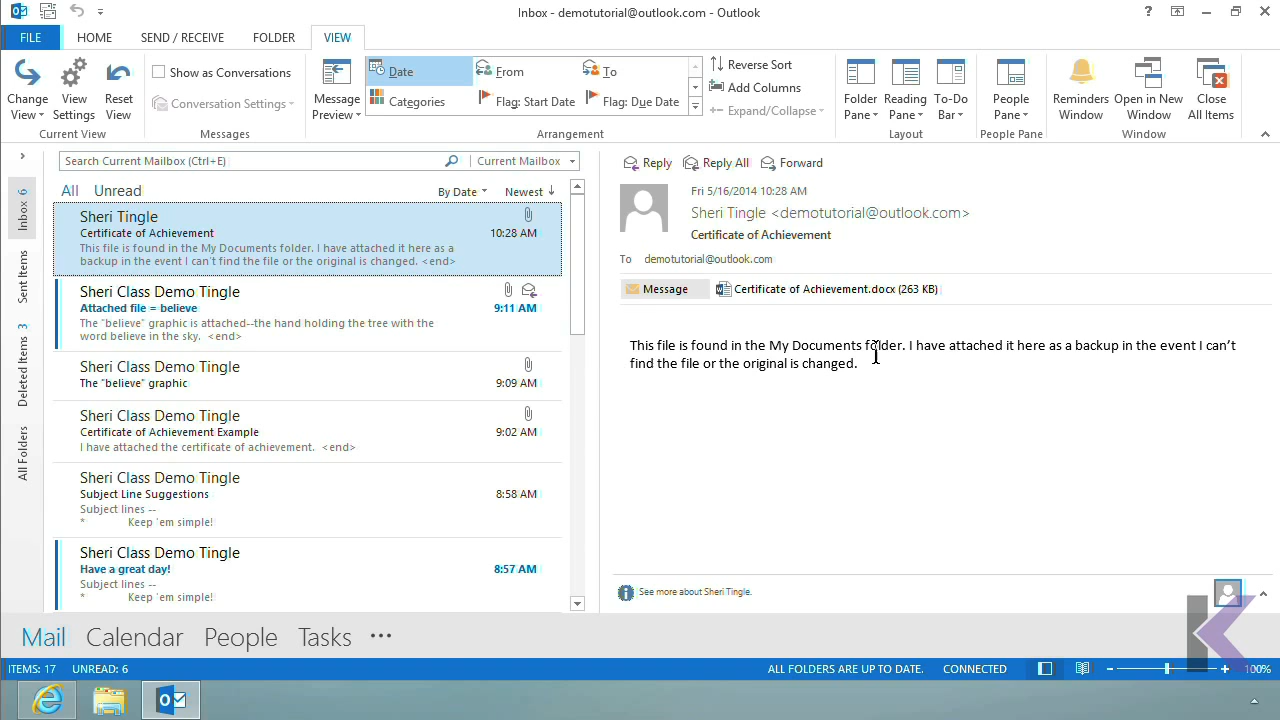 Inbox - demotutorial@outlook.com - Outlook
?
FILE HOME SEND / RECEIVE FOLDER VIEW
Change View
View Settings
Reset View
Current View
Show as Conversations
Conversation Settings
Messages
Message Preview
Date
From
To
Categories
Flag: Start Date
Flag: Due Date
Reverse Sort
Add Columns
Expand/Collapse
Arrangement
Folder Pane
Reading Pane
To-Do Bar
Layout
People Pane
People Pane
Reminders Window
Open in New Window
Close All Items
Window
Inbox 6
Sent Items
Deleted Items 3
All Folders
Search Current Mailbox (Ctrl+E)
Current Mailbox
All Unread
By Date Newest
Sheri Tingle
Certificate of Achievement 10:28 AM
This file is found in the My Documents folder. I have attached it here as a
backup in the event I can't find the file or the original is changed. <end>
Sheri Class Demo Tingle
Attached file = believe 9:11 AM
The "believe" graphic is attached--the hand holding the tree with the
word believe in the sky. <end>
Sheri Class Demo Tingle
The "believe" graphic 9:09 AM
Sheri Class Demo Tingle
Certificate of Achievement Example 9:02 AM
I have attached the certificate of achievement. <end>
Sheri Class Demo Tingle
Subject Line Suggestions 8:58 AM
Subject lines --
* Keep 'em simple!
Sheri Class Demo Tingle
Have a great day! 8:57 AM
Subject lines --
* Keep 'em simple!
Reply Reply All Forward
Fri 5/16/2014 10:28 AM
Sheri Tingle <demotutorial@outlook.com>
Certificate of Achievement
To demotutorial@outlook.com
Message Certificate of Achievement.docx (263 KB)
This file is found in the My Documents folder. I have attached it here as a backup in the event I can't
find the file or the original is changed.
See more about Sheri Tingle.
Mail Calendar People Tasks •••
ITEMS: 17 UNREAD: 6 ALL FOLDERS ARE UP TO DATE. CONNECTED 100%
K